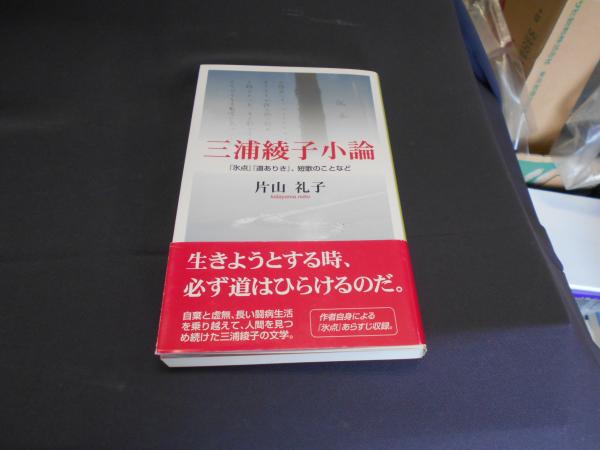 三浦綾子小論
『氷点』『道ありき』、短歌のことなど
片山 礼子
katayama reiko
生きようとする時、
必ず道はひらけるのだ。
自棄と虚無、長い闘病生活
を乗り越えて、人間を見つ
め続けた三浦綾子の文学。
作者自身による
『氷点』あらすじ収録。